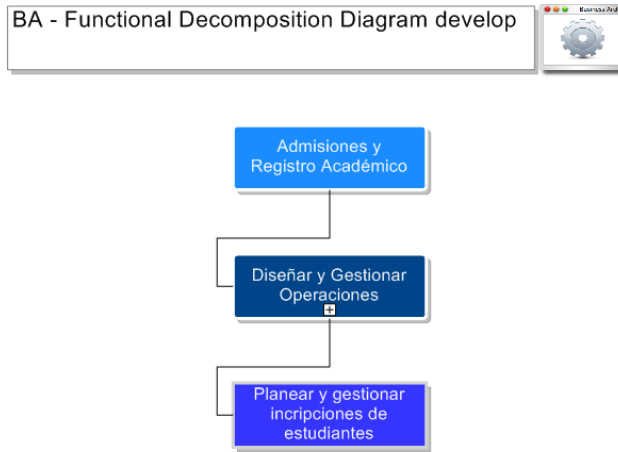 BA - Functional Decomposition Diagram develop
Admisiones y
Registro Académico
Diseñar y Gestionar
Operaciones
Planear y gestionar
incripciones de
estudiantes